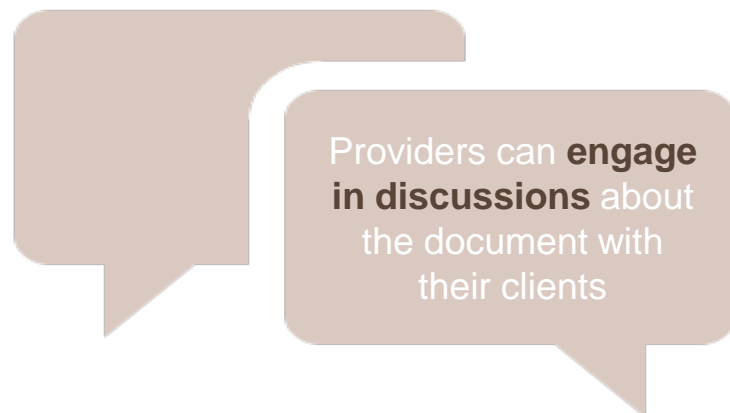 Providers can engage
in discussions about
the document with
their clients